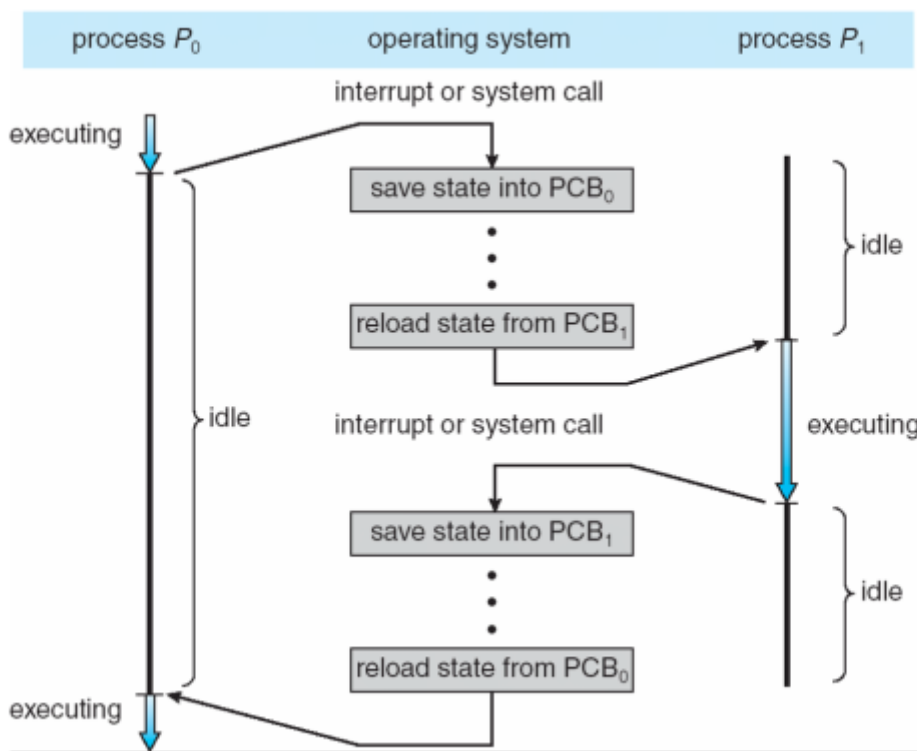 process P0 operating system process P1
interrupt or system call
executing
save state into PCB0
idle
reload state from PCB1
idle
interrupt or system call
executing
save state into PCB1
idle
reload state from PCB0
executing